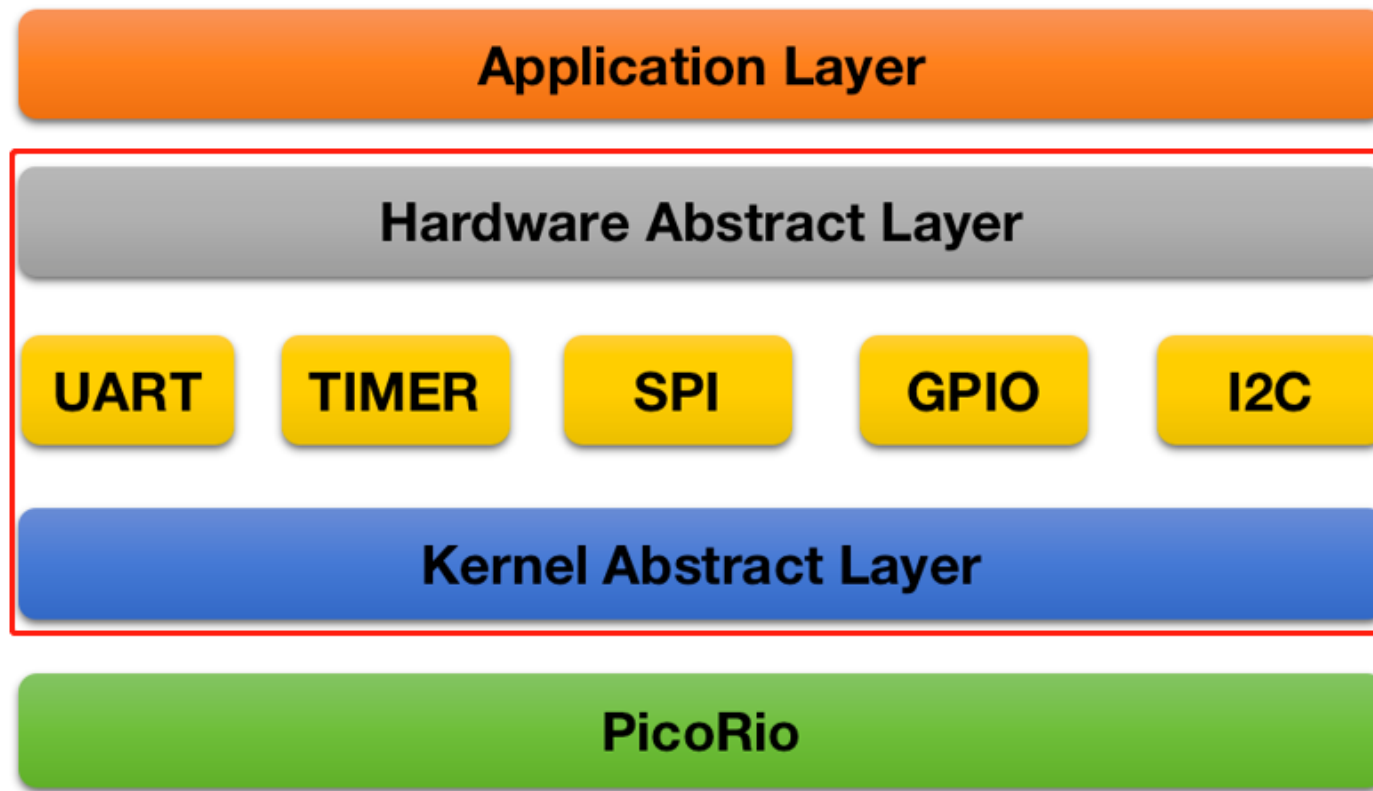 Application Layer
Hardware Abstract Layer
UART TIMER SPI GPIO I2C
Kernel Abstract Layer
PicoRio